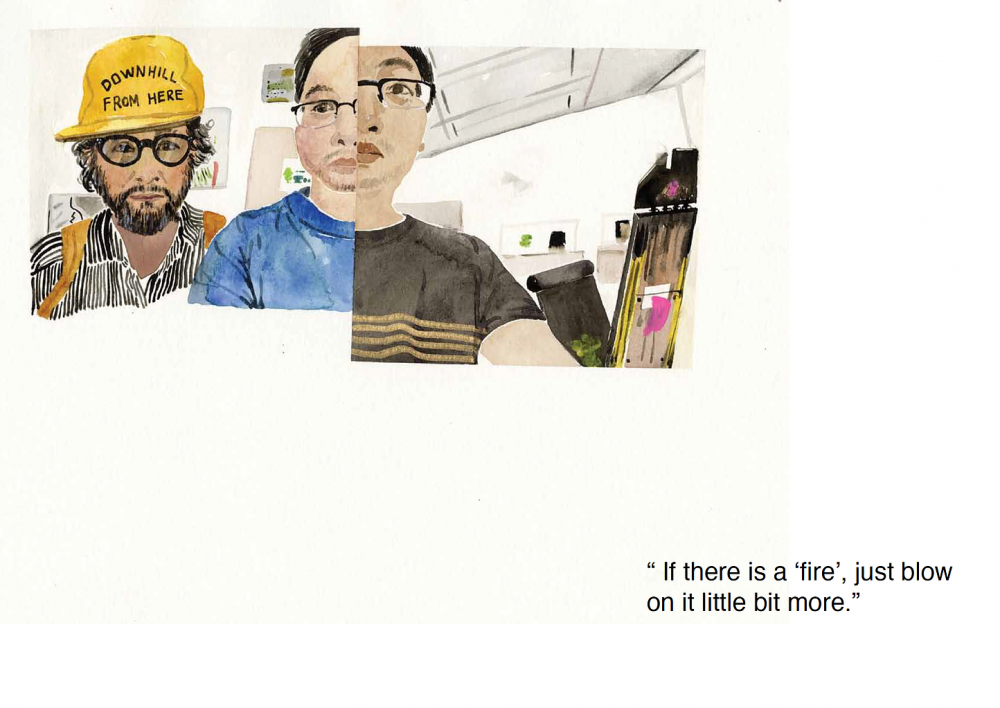 DOWNHILL
FROM HERE
“ If there is a ‘fire’, just blow
on it little bit more.”